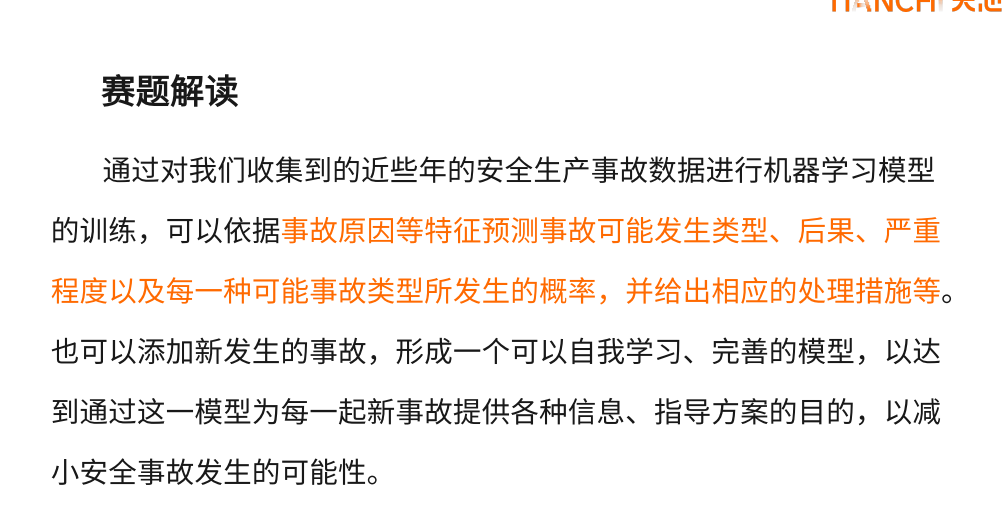 TIANCHI天池
赛题解读
通过对我们收集到的近些年的安全生产事故数据进行机器学习模型
的训练，可以依据事故原因等特征预测事故可能发生类型、后果、严重
程度以及每一种可能事故类型所发生的概率，并给出相应的处理措施等。
也可以添加新发生的事故，形成一个可以自我学习、完善的模型，以达
到通过这一模型为每一起新事故提供各种信息、指导方案的目的，以减
小安全事故发生的可能性。